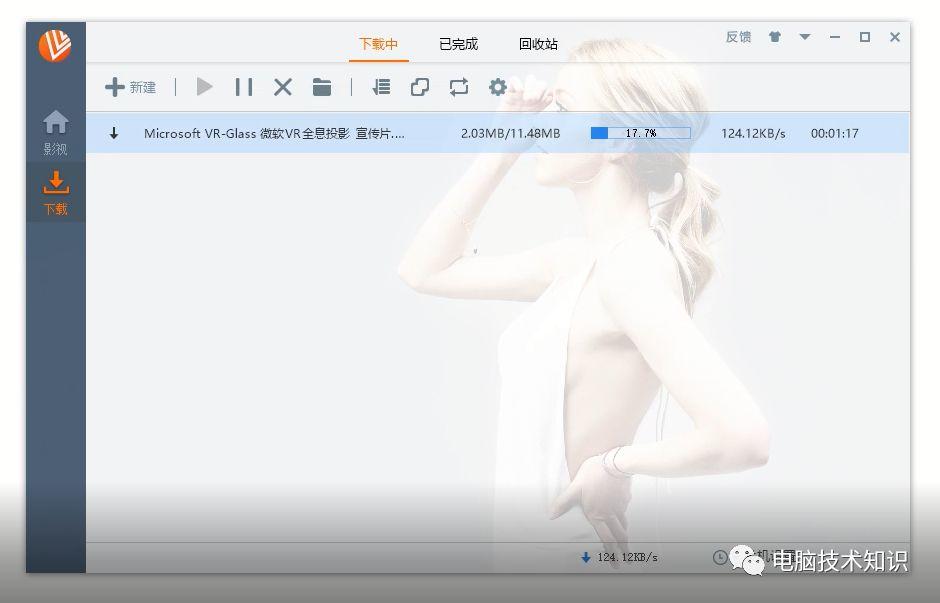 下载中 已完成 回收站 反馈
新建
影视
Microsoft VR-Glass 微软VR全息投影 宣传片.... 2.03MB/11.48MB 17.7% 124.12KB/s 00:01:17
下载
124.12KB/s
电脑技术知识